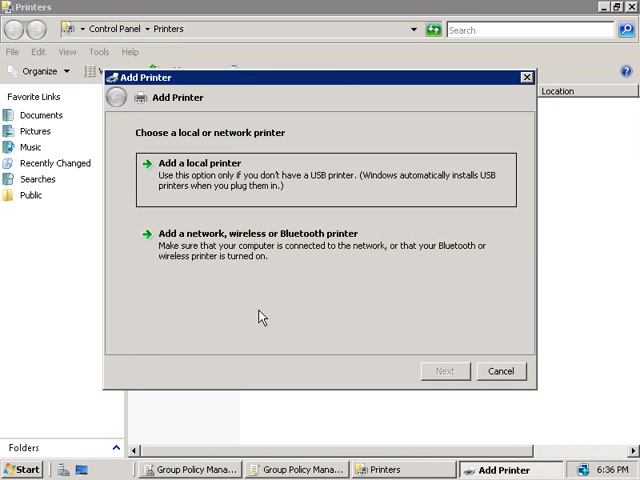 Printers
Control Panel
Printers
Search
File Edit View Tools Help
Organize
Add Printer
Location
Add Printer
Favorite Links
Documents
Pictures
Music
Recently Changed
Searches
Public
Choose a local or network printer
Add a local printer
Use this option only if you don't have a USB printer. (Windows automatically installs USB
printers when you plug them in.)
Add a network, wireless or Bluetooth printer
Make sure that your computer is connected to the network, or that your Bluetooth or
wireless printer is turned on.
Next Cancel
Folders
Start Group Policy Mana... Group Policy Mana... Printers Add Printer 6:36 PM